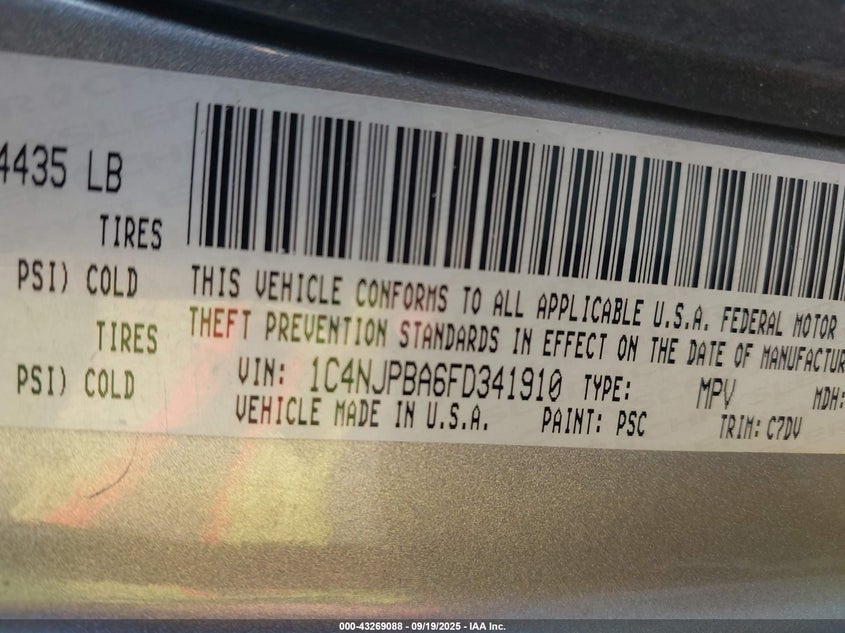 4435 LB
TIRES
PSI) COLD
TIRES
PSI) COLD
THIS VEHICLE CONFORMS TO ALL APPLICABLE U.S.A. FEDERAL MOTOR
THEFT PREVENTION STANDARDS IN EFFECT ON THE DATE OF MANUFACTUR
VIN: 1C4NJPBA6FD341910 TYPE: MPV MDH:
VEHICLE MADE IN U.S.A. PAINT: PSC TRIM: C7DV
000-43269088 - 09/19/2025 - IAA Inc.